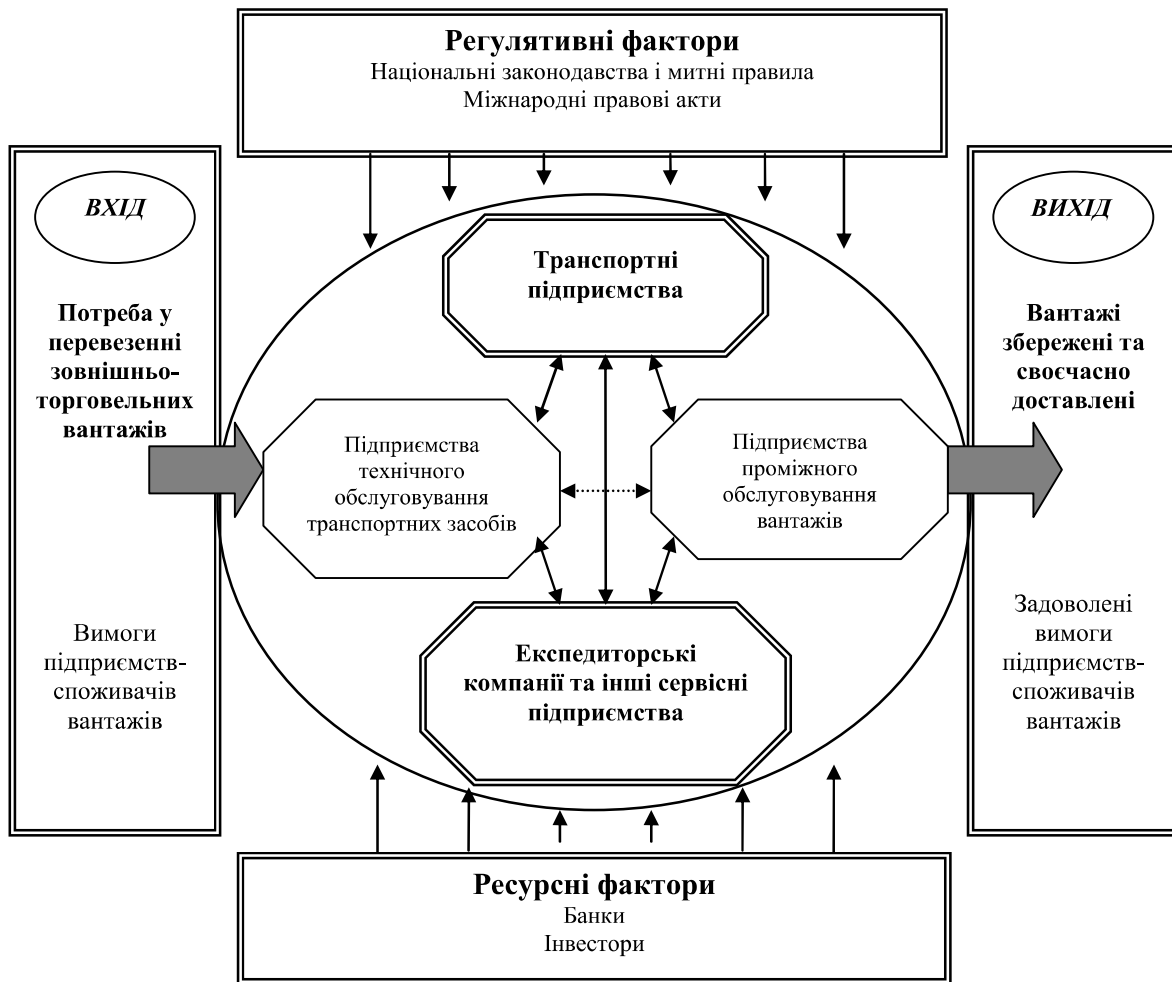 Регулятивні фактори
Національні законодавства і митні правила
Міжнародні правові акти
ВХІД
Потреба у
перевезенні
зовнішньо-
торговельних
вантажів
Вимоги
підприємств-
споживачів
вантажів
Транспортні
підприємства
Підприємства
технічного
обслуговування
транспортних засобів
Підприємства
проміжного
обслуговування
вантажів
Експедиторські
компанії та інші сервісні
підприємства
ВИХІД
Вантажі
збережені та
своєчасно
доставлені
Задоволені
вимоги
підприємств-
споживачів
вантажів
Ресурсні фактори
Банки
Інвестори